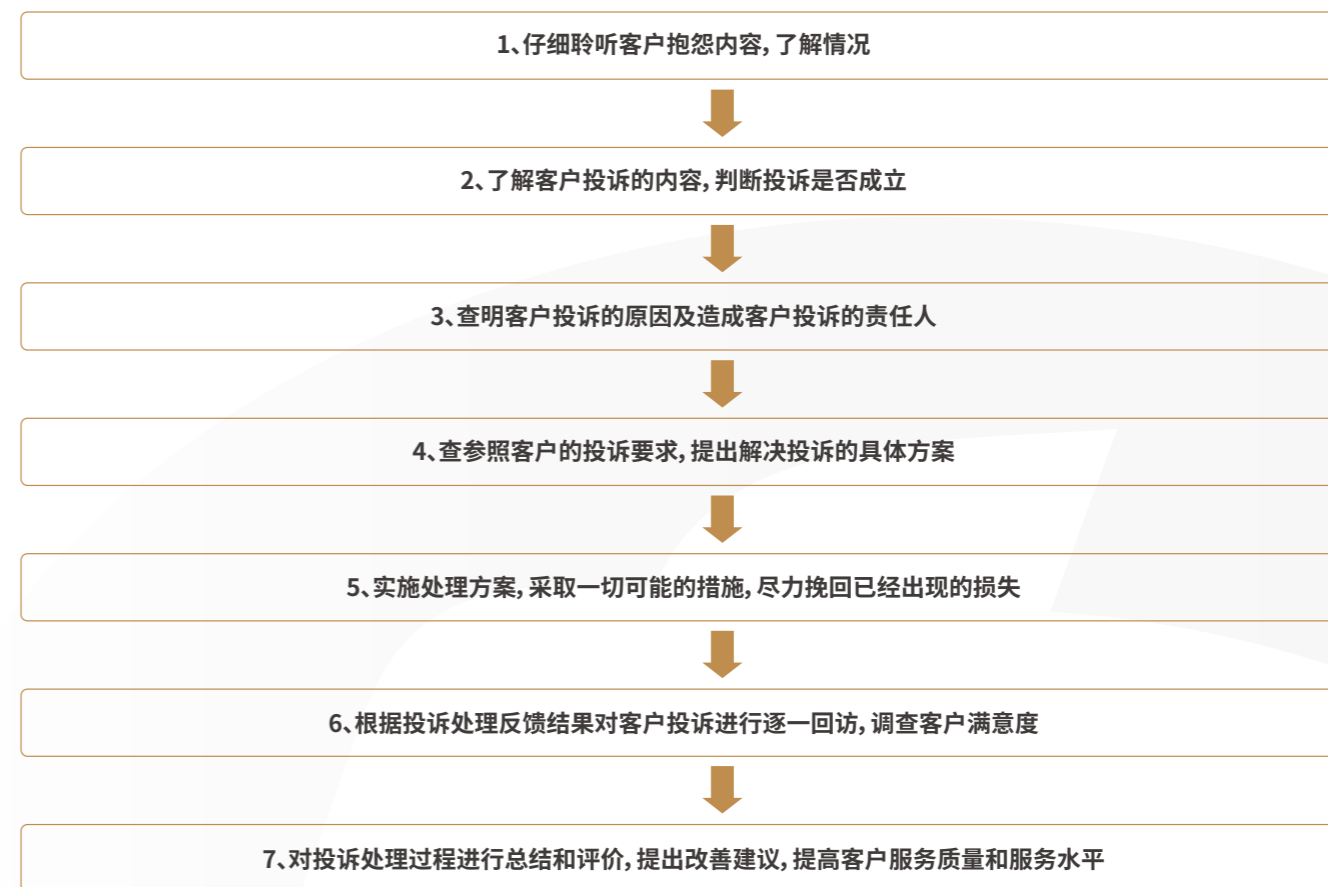 1、仔细聆听客户抱怨内容，了解情况
2、了解客户投诉的内容，判断投诉是否成立
3、查明客户投诉的原因及造成客户投诉的责任人
4、查参照客户的投诉要求，提出解决投诉的具体方案
5、实施处理方案，采取一切可能的措施，尽力挽回已经出现的损失
6、根据投诉处理反馈结果对客户投诉进行逐一回访，调查客户满意度
7、对投诉处理过程进行总结和评价，提出改善建议，提高客户服务质量和服务水平